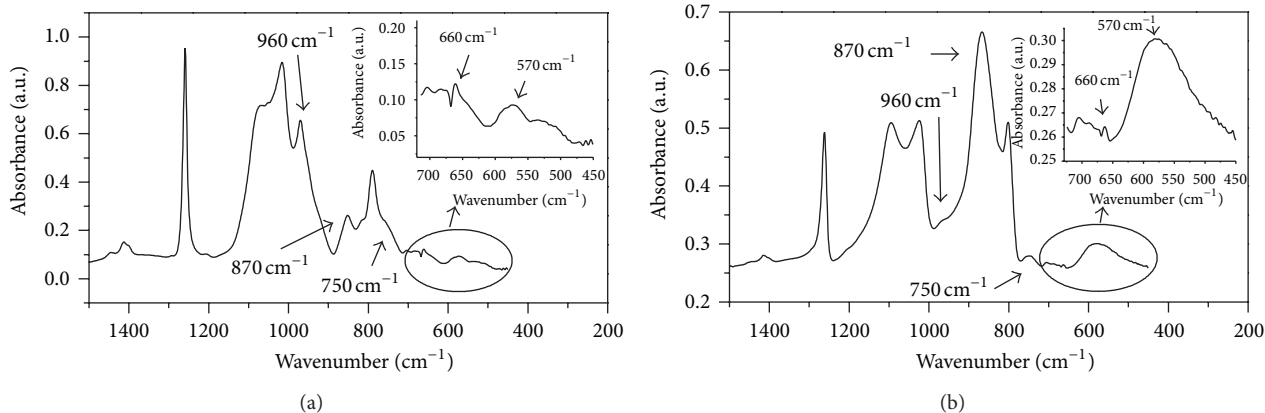 960 cm⁻¹
870 cm⁻¹
750 cm⁻¹
1.0
0.8
0.6
0.4
0.2
0.0
Absorbance (a.u.)
1400 1200 1000 800 600 400 200
Wavenumber (cm⁻¹)
0.20
0.15
0.10
0.05
Absorbance (a.u.)
660 cm⁻¹
570 cm⁻¹
700 650 600 550 500 450
Wavenumber (cm⁻¹)
(a)
870 cm⁻¹
960 cm⁻¹
750 cm⁻¹
0.7
0.6
0.5
0.4
0.3
0.2
Absorbance (a.u.)
1400 1200 1000 800 600 400 200
Wavenumber (cm⁻¹)
570 cm⁻¹
660 cm⁻¹
0.30
0.29
0.28
0.27
0.26
0.25
Absorbance (a.u.)
700 650 600 550 500 450
Wavenumber (cm⁻¹)
(b)